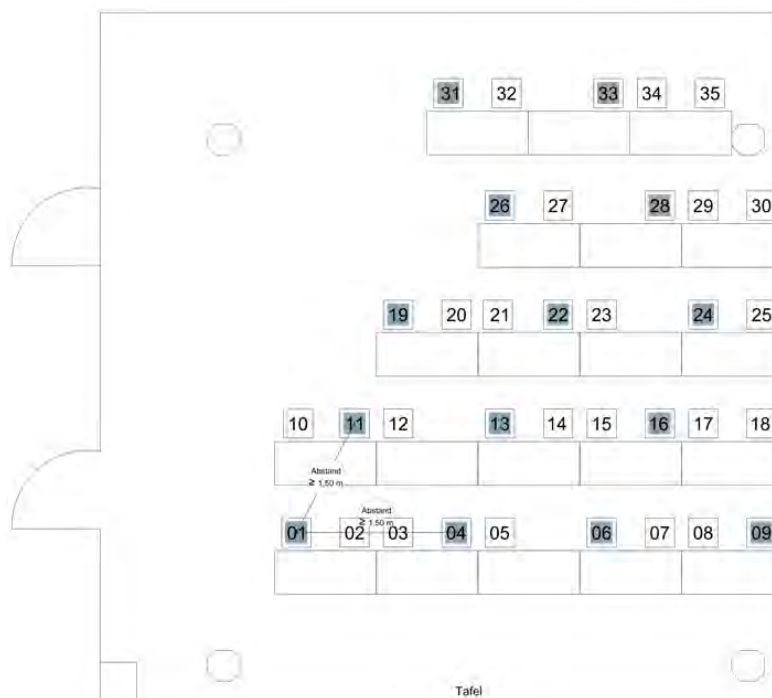 31 32 33 34 35
26 27 28 29 30
19 20 21 22 23 24 25
10 11 12 13 14 15 16 17 18
Abstand
≥ 1,50 m
Abstand
≥ 1,50 m
01 02 03 04 05 06 07 08 09
Tafel